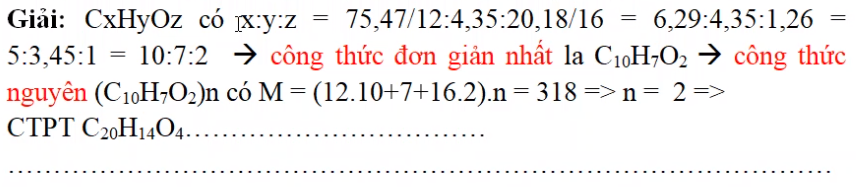 Giải: CxHyOz có x:y:z = 75,47/12:4,35:20,18/16 = 6,29:4,35:1,26 =
5:3,45:1 = 10:7:2 → công thức đơn giản nhất la C₁₀H₇O₂ → công thức
nguyên (C₁₀H₇O₂)n có M = (12.10+7+16.2).n = 318 => n = 2 =>
CTPT C₂₀H₁₄O₄.................................
..........................................................................................